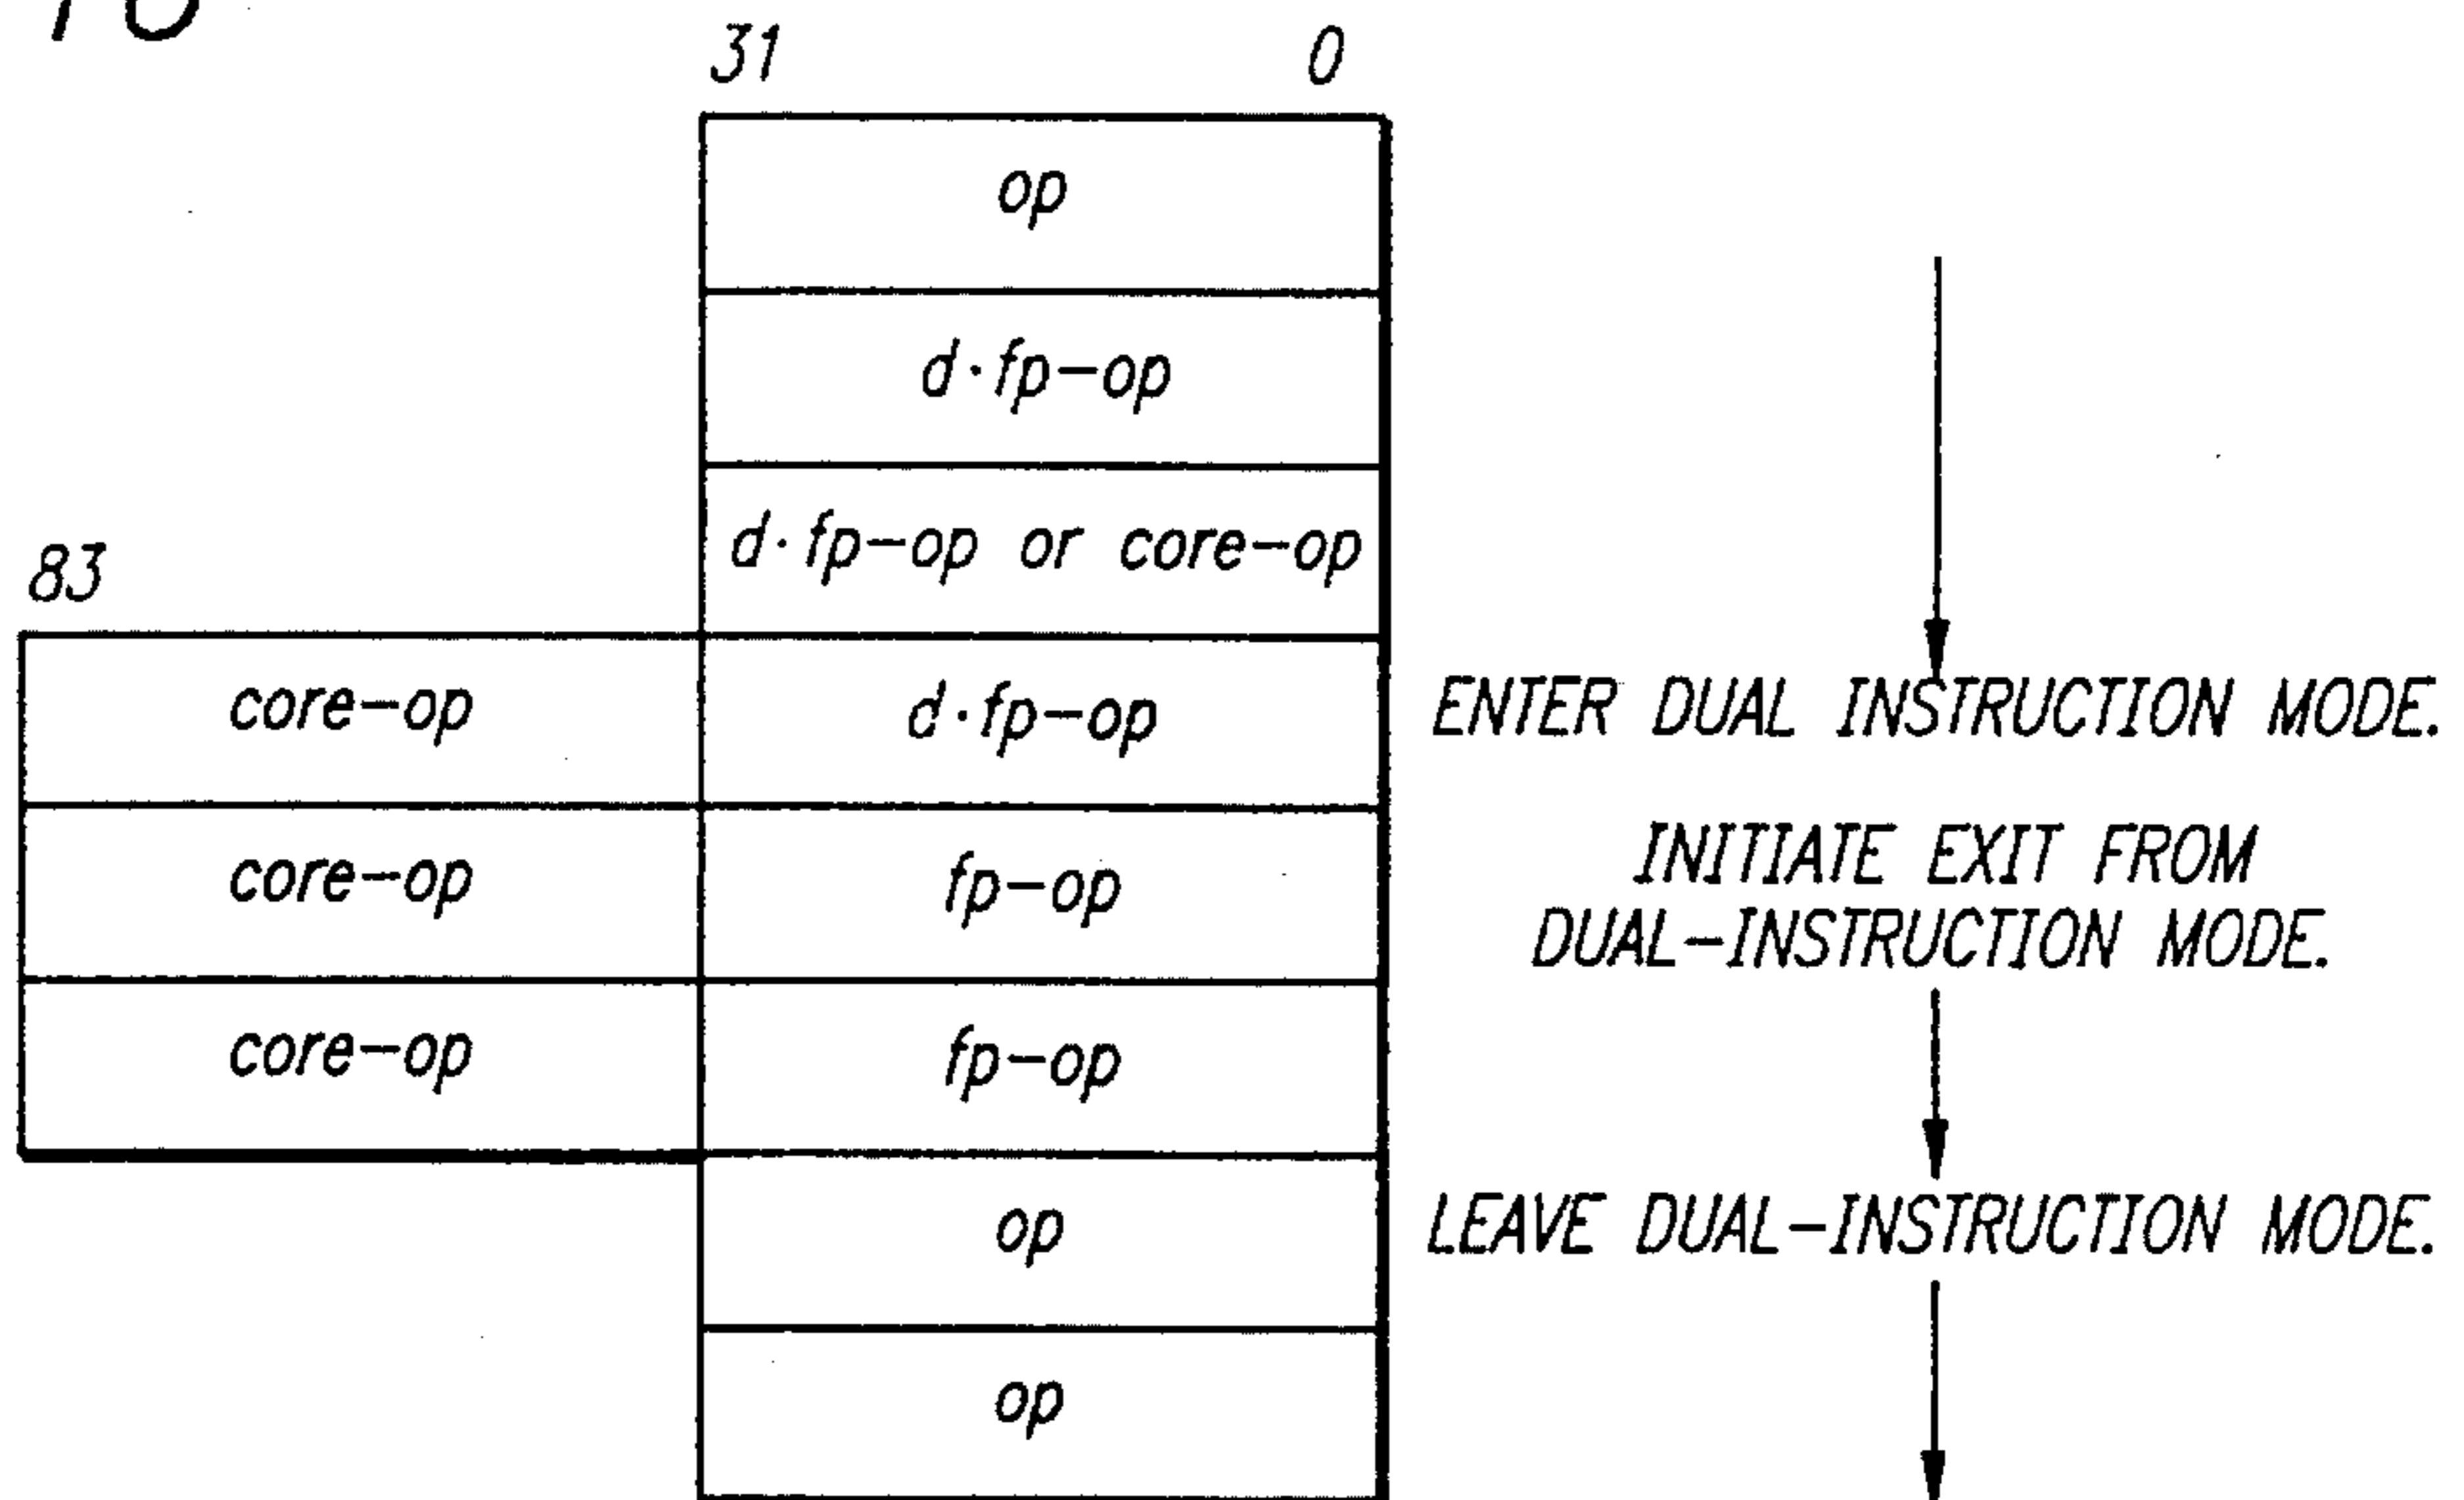 31 0
op
d·fp-op
d·fp-op or core-op
83
core-op d·fp-op
ENTER DUAL INSTRUCTION MODE.
core-op fp-op
INITIATE EXIT FROM
DUAL-INSTRUCTION MODE.
core-op fp-op
op
LEAVE DUAL-INSTRUCTION MODE.
op